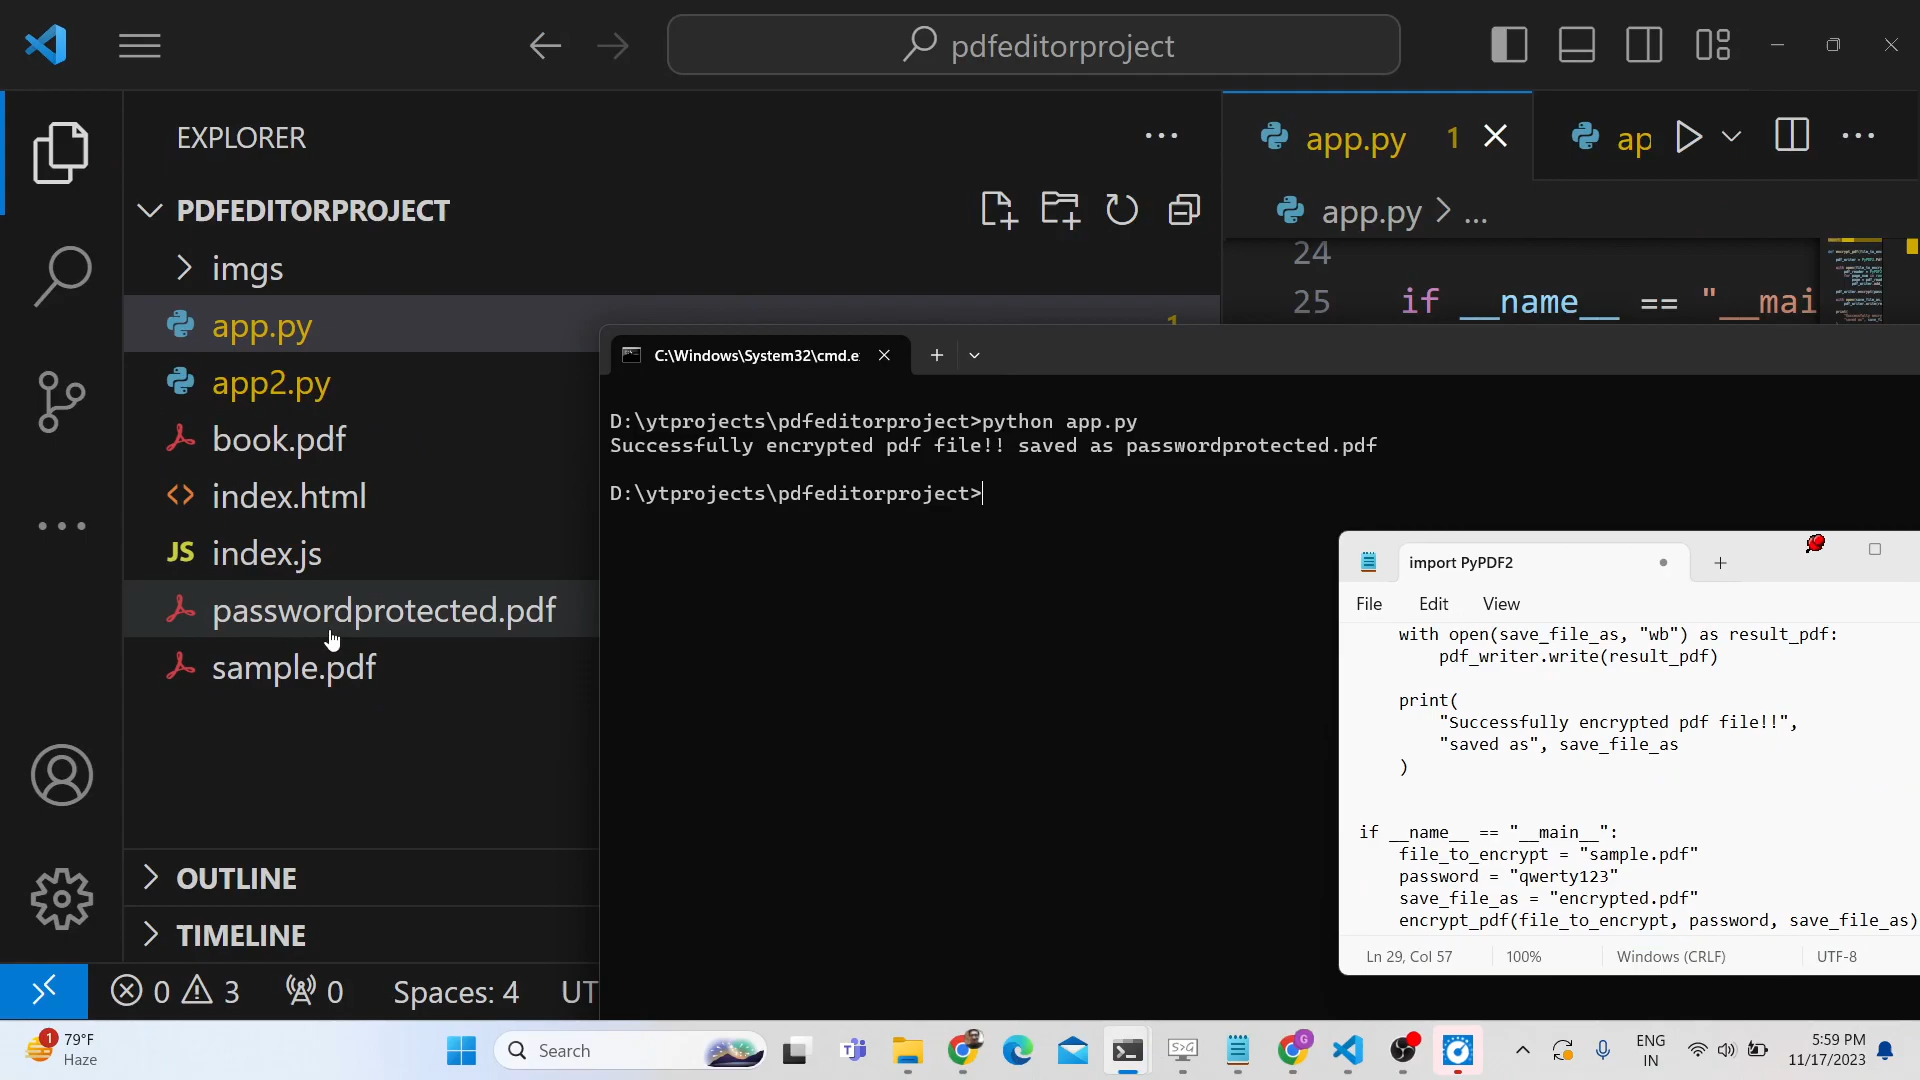 pdfeditorproject
EXPLORER
PDFEDITORPROJECT
imgs
app.py
1
app2.py
book.pdf
index.html
JS index.js
passwordprotected.pdf
sample.pdf
OUTLINE
TIMELINE
0 3 0 Spaces: 4 UT
app.py 1
ap
app.py > ...
24
25 if __name__ == "__mai
C:\Windows\System32\cmd.e
D:\ytprojects\pdfeditorproject>python app.py
Successfully encrypted pdf file!! saved as passwordprotected.pdf
D:\ytprojects\pdfeditorproject>
import PyPDF2
File Edit View
with open(save_file_as, "wb") as result_pdf:
pdf_writer.write(result_pdf)
print(
"Successfully encrypted pdf file!!",
"saved as", save_file_as
)
if __name__ == "__main__":
file_to_encrypt = "sample.pdf"
password = "qwerty123"
save_file_as = "encrypted.pdf"
encrypt_pdf(file_to_encrypt, password, save_file_as)
Ln 29, Col 57 100% Windows (CRLF) UTF-8
1
79°F
Haze
Search
G
ENG
IN
5:59 PM
11/17/2023